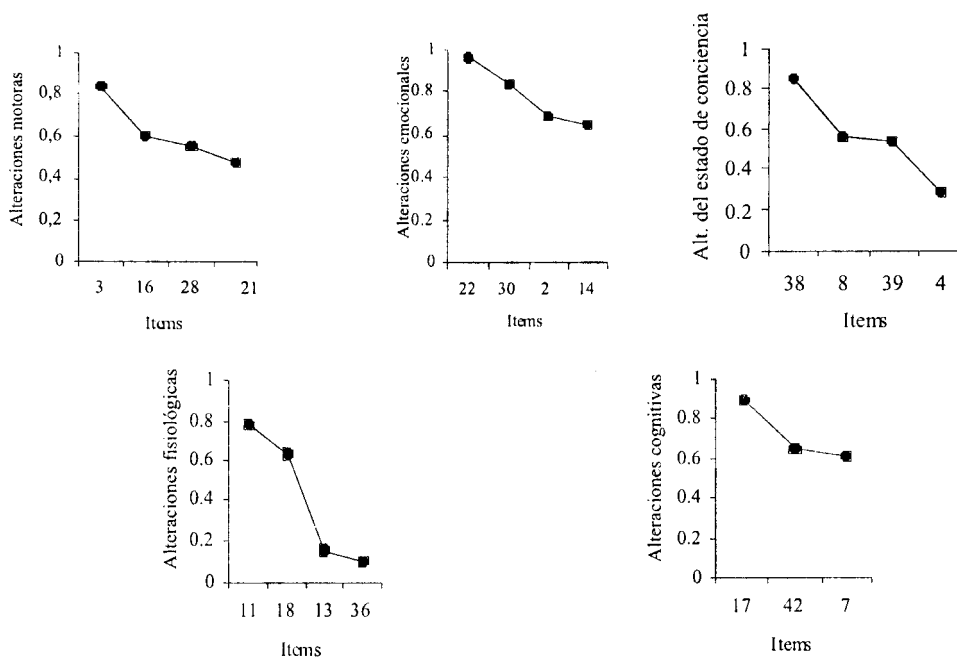 Alteraciones motoras
1
0,8
0,6
0,4
0,2
0
3 16 28 21
Items
Alteraciones emocionales
1
0.8
0.6
0.4
0.2
0
22 30 2 14
Items
Alt. del estado de conciencia
1
0.8
0.6
0.4
0.2
0
38 8 39 4
Items
Alteraciones fisiológicas
1
0.8
0.6
0.4
0.2
0
11 18 13 36
Items
Alteraciones cognitivas
1
0.8
0.6
0.4
0.2
0
17 42 7
Items